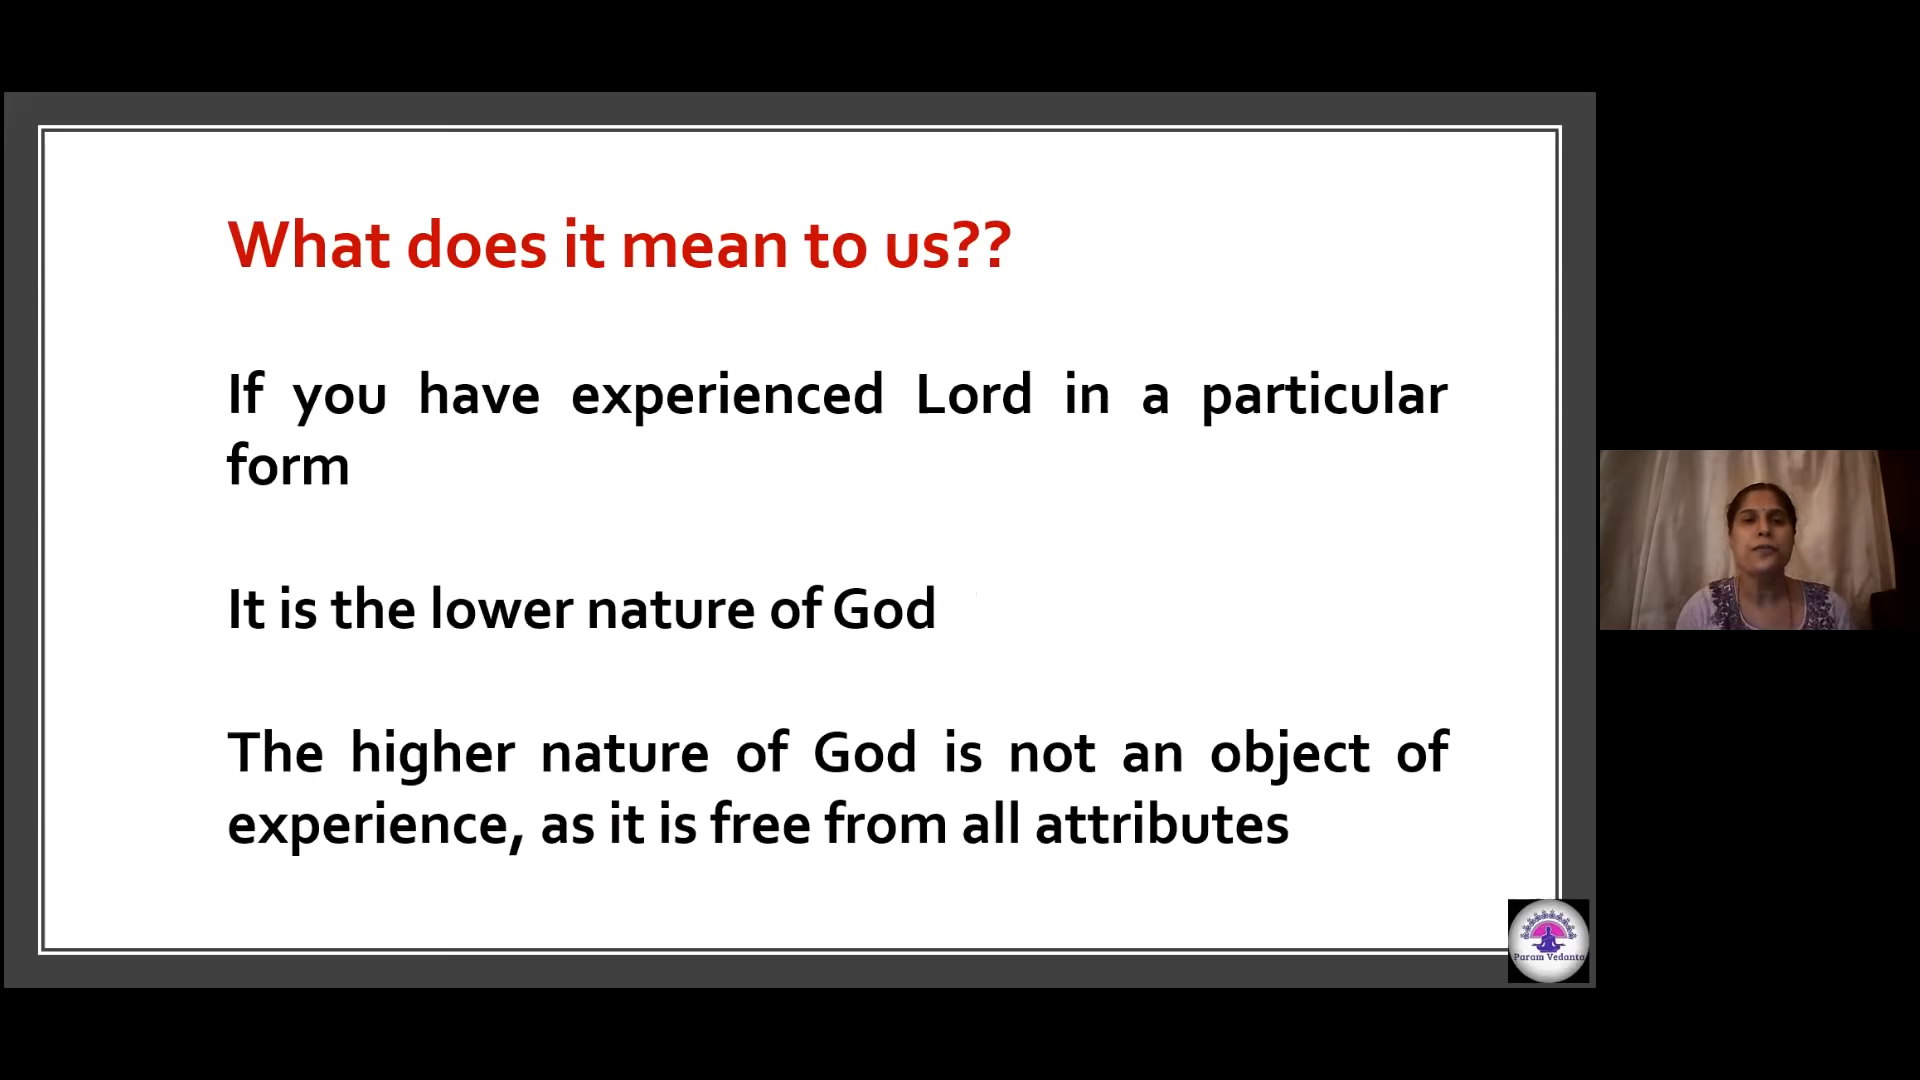 What does it mean to us??
If you have experienced Lord in a particular
form
It is the lower nature of God
The higher nature of God is not an object of
experience, as it is free from all attributes
Param Vedanta